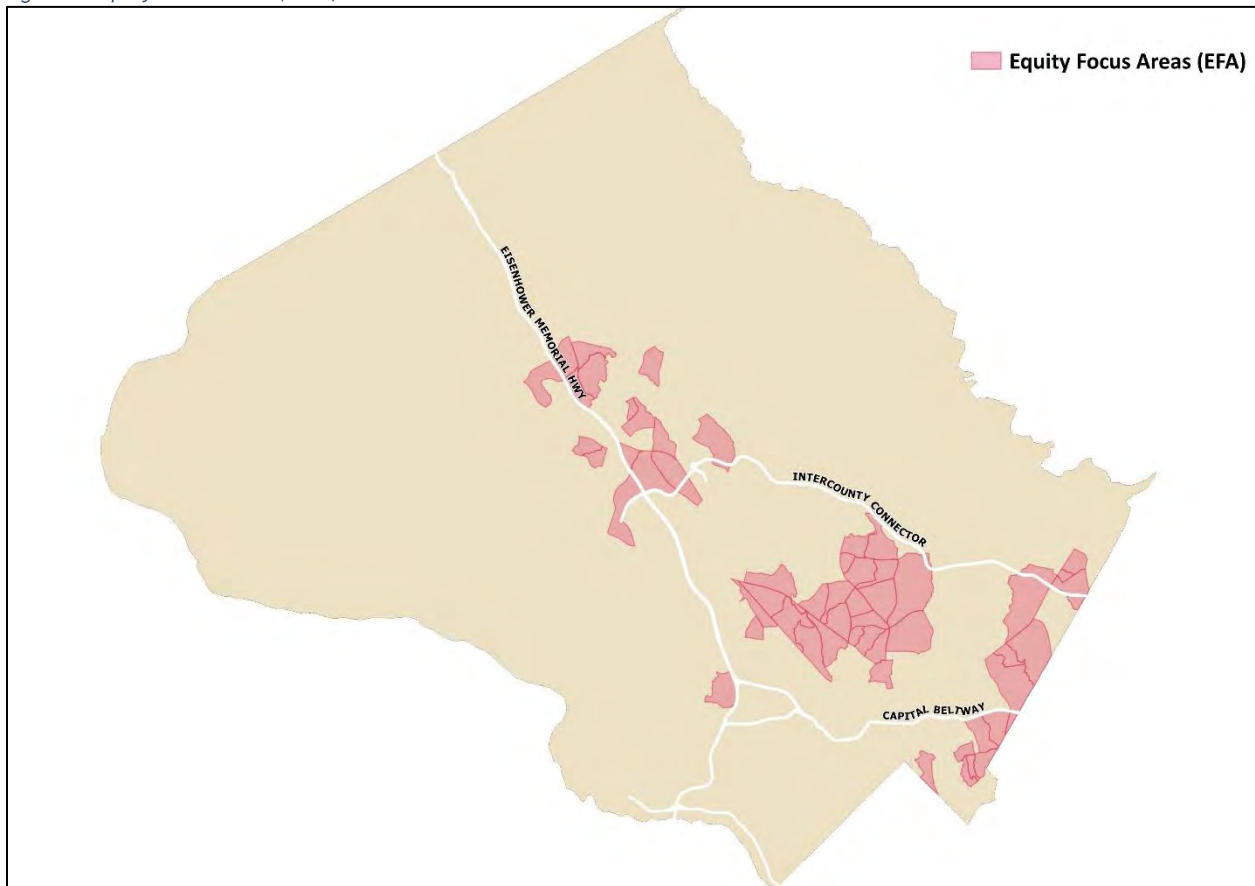 Equity Focus Areas (EFA)
EISENHOWER MEMORIAL HWY
INTERCOUNTY CONNECTOR
CAPITAL BELTWAY